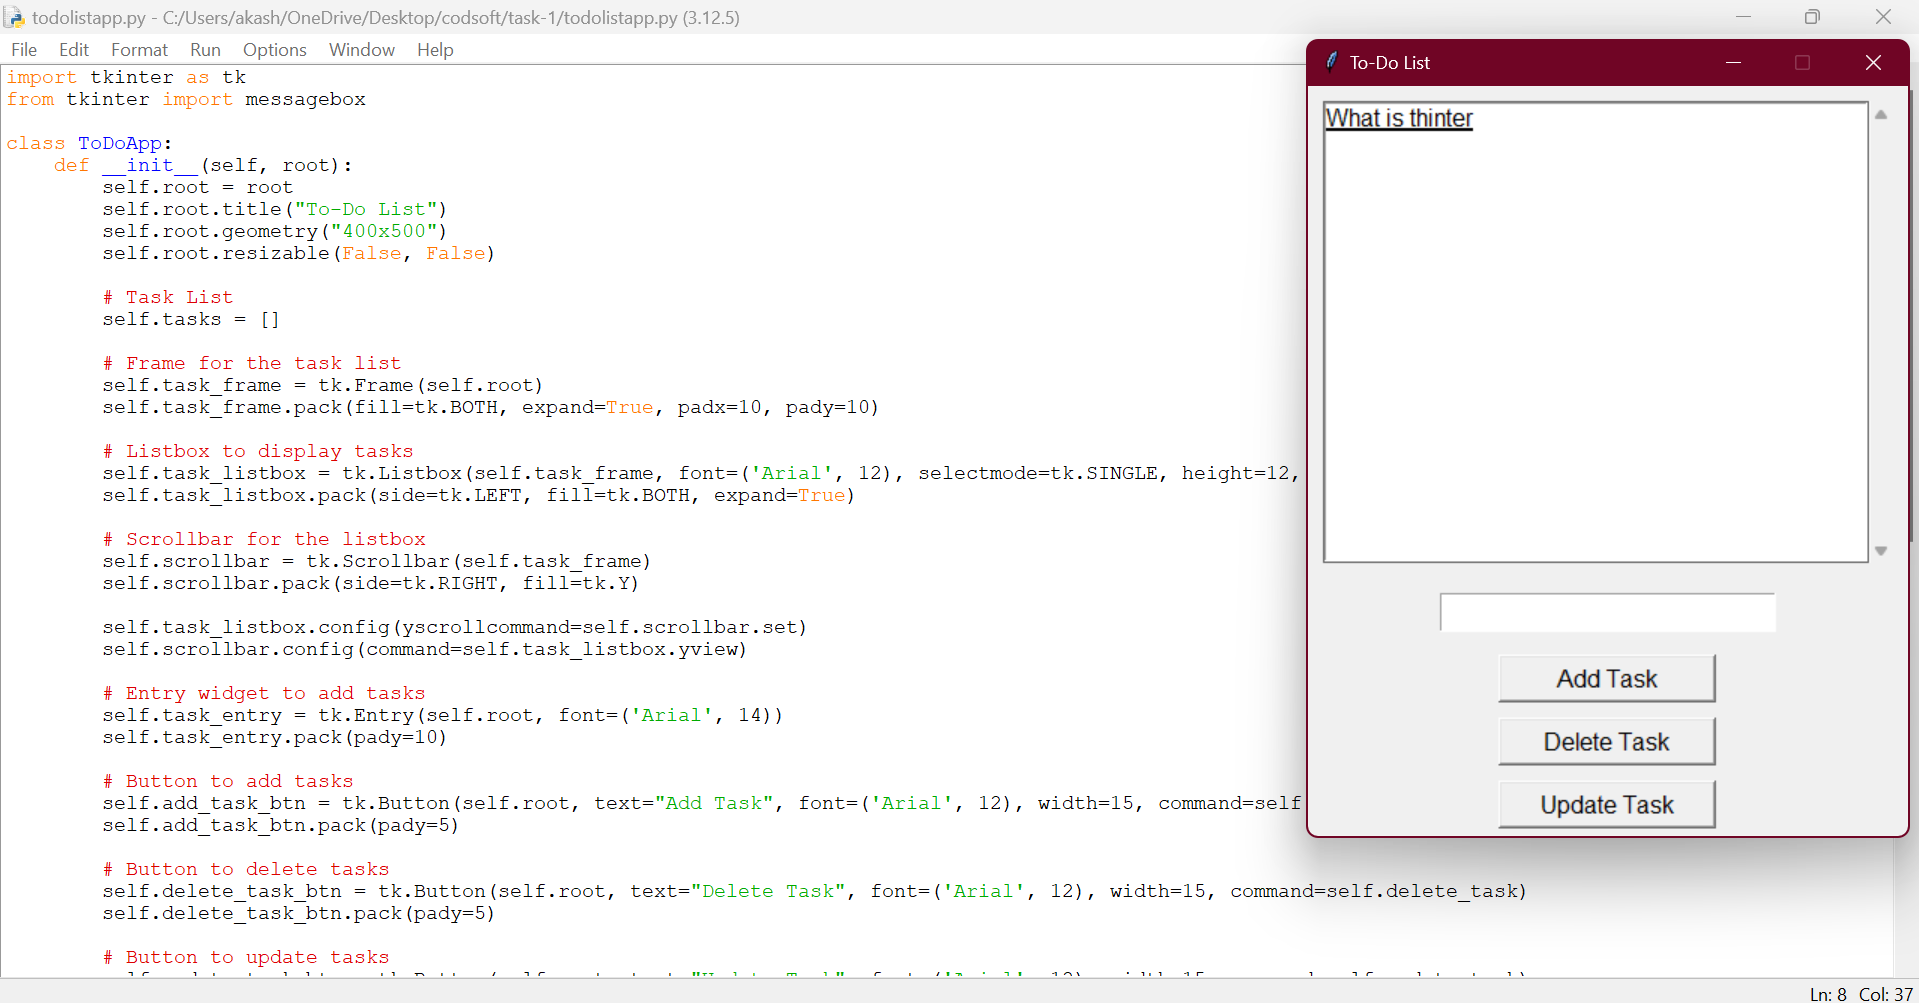 todolistapp.py - C:/Users/akash/OneDrive/Desktop/codsoft/task-1/todolistapp.py (3.12.5)
File Edit Format Run Options Window Help
import tkinter as tk
from tkinter import messagebox
class ToDoApp:
    def __init__(self, root):
        self.root = root
        self.root.title("To-Do List")
        self.root.geometry("400x500")
        self.root.resizable(False, False)
        # Task List
        self.tasks = []
        # Frame for the task list
        self.task_frame = tk.Frame(self.root)
        self.task_frame.pack(fill=tk.BOTH, expand=True, padx=10, pady=10)
        # Listbox to display tasks
        self.task_listbox = tk.Listbox(self.task_frame, font=('Arial', 12), selectmode=tk.SINGLE, height=12,
        self.task_listbox.pack(side=tk.LEFT, fill=tk.BOTH, expand=True)
        # Scrollbar for the listbox
        self.scrollbar = tk.Scrollbar(self.task_frame)
        self.scrollbar.pack(side=tk.RIGHT, fill=tk.Y)
        self.task_listbox.config(yscrollcommand=self.scrollbar.set)
        self.scrollbar.config(command=self.task_listbox.yview)
        # Entry widget to add tasks
        self.task_entry = tk.Entry(self.root, font=('Arial', 14))
        self.task_entry.pack(pady=10)
        # Button to add tasks
        self.add_task_btn = tk.Button(self.root, text="Add Task", font=('Arial', 12), width=15, command=self
        self.add_task_btn.pack(pady=5)
        # Button to delete tasks
        self.delete_task_btn = tk.Button(self.root, text="Delete Task", font=('Arial', 12), width=15, command=self.delete_task)
        self.delete_task_btn.pack(pady=5)
        # Button to update tasks
To-Do List
What is thinter
Add Task
Delete Task
Update Task
Ln: 8 Col: 37